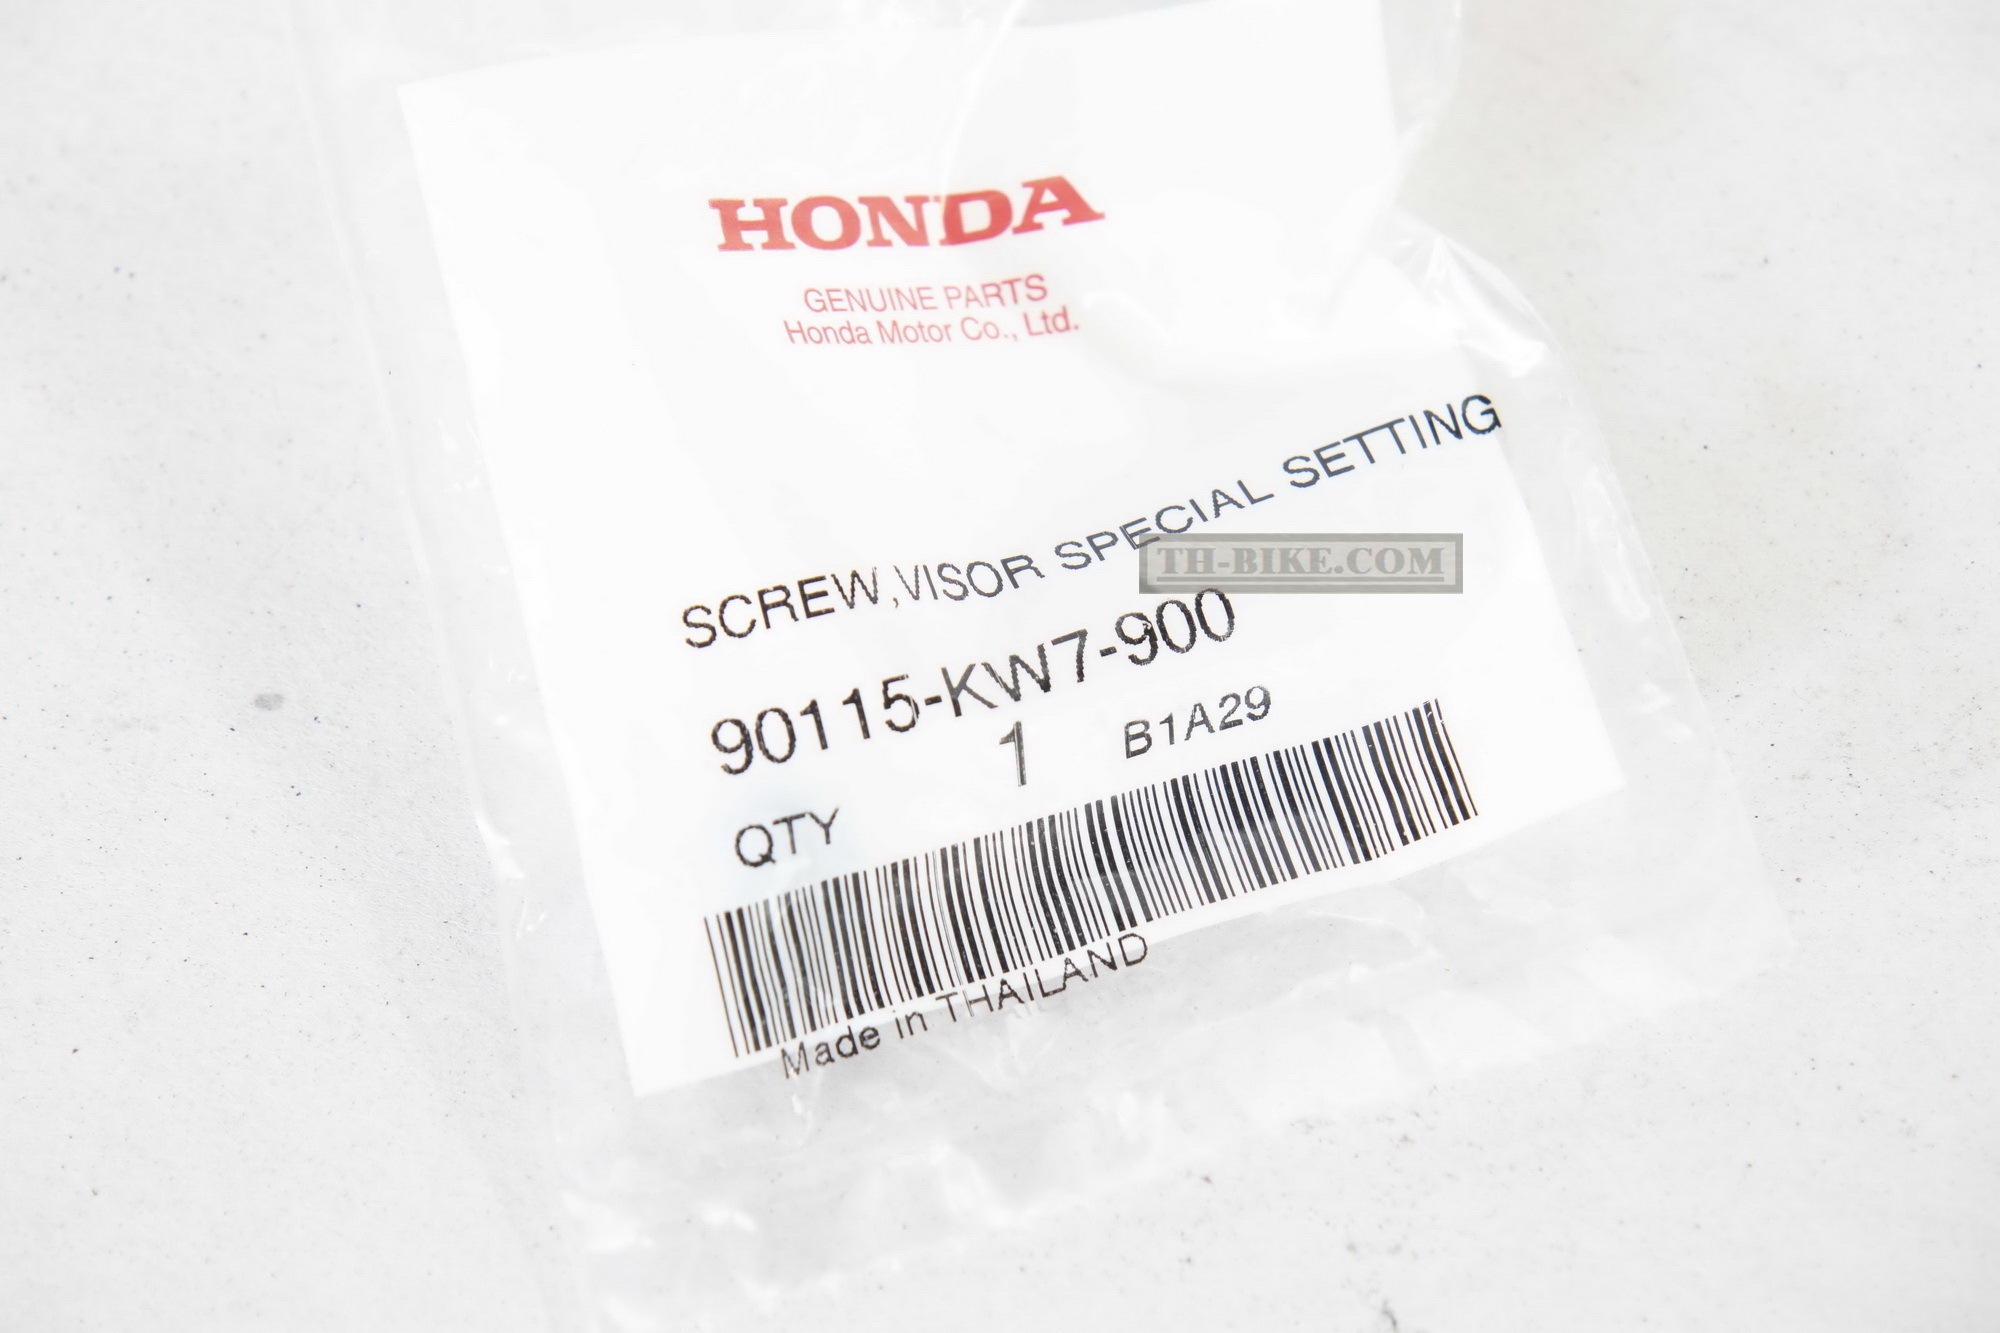 HONDA
GENUINE PARTS
Honda Motor Co., Ltd.
SCREW,VISOR SPECIAL SETTING
TH-BIKE.COM
90115-KW7-900
1 B1A29
QTY
Made in THAILAND